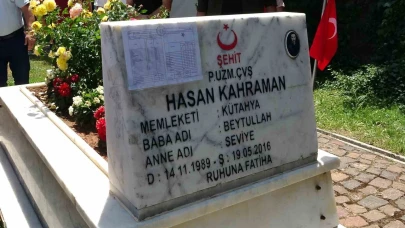 ŞEHİT
P.UZM.ÇVŞ
HASAN KAHRAMAN
MEMLEKETİ : KÜTAHYA
BABA ADI : BEYTULLAH
ANNE ADI : SEVİYE
D : 14.11.1989 - Ş : 19.05.2016
RUHUNA FATİHA